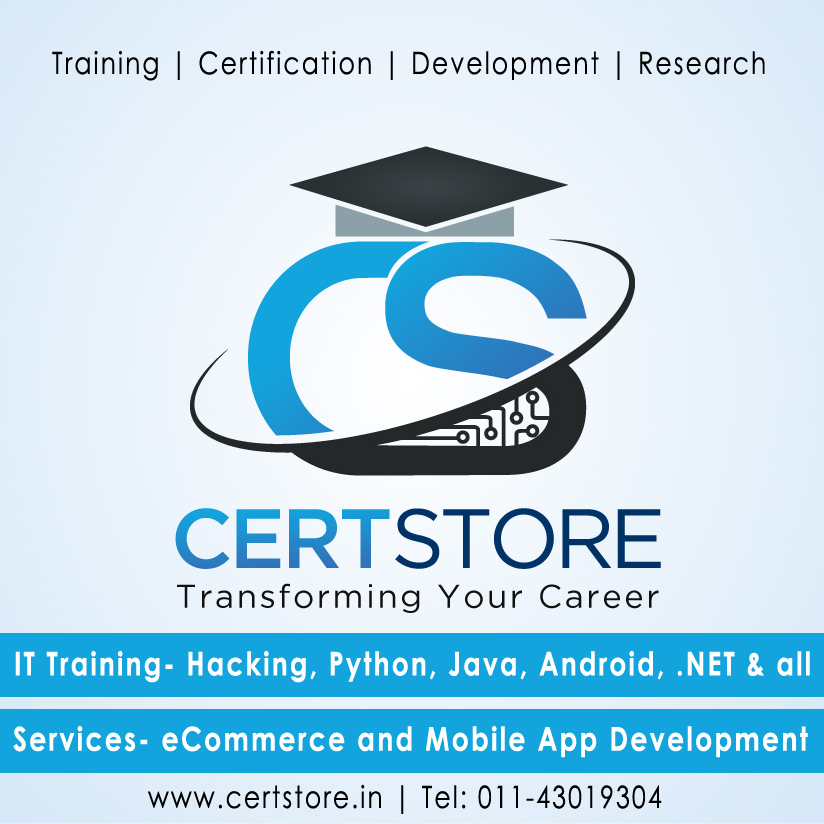 Training | Certification | Development | Research
CS
CERTSTORE
Transforming Your Career
IT Training- Hacking, Python, Java, Android, .NET & all
Services- eCommerce and Mobile App Development
www.certstore.in | Tel: 011-43019304